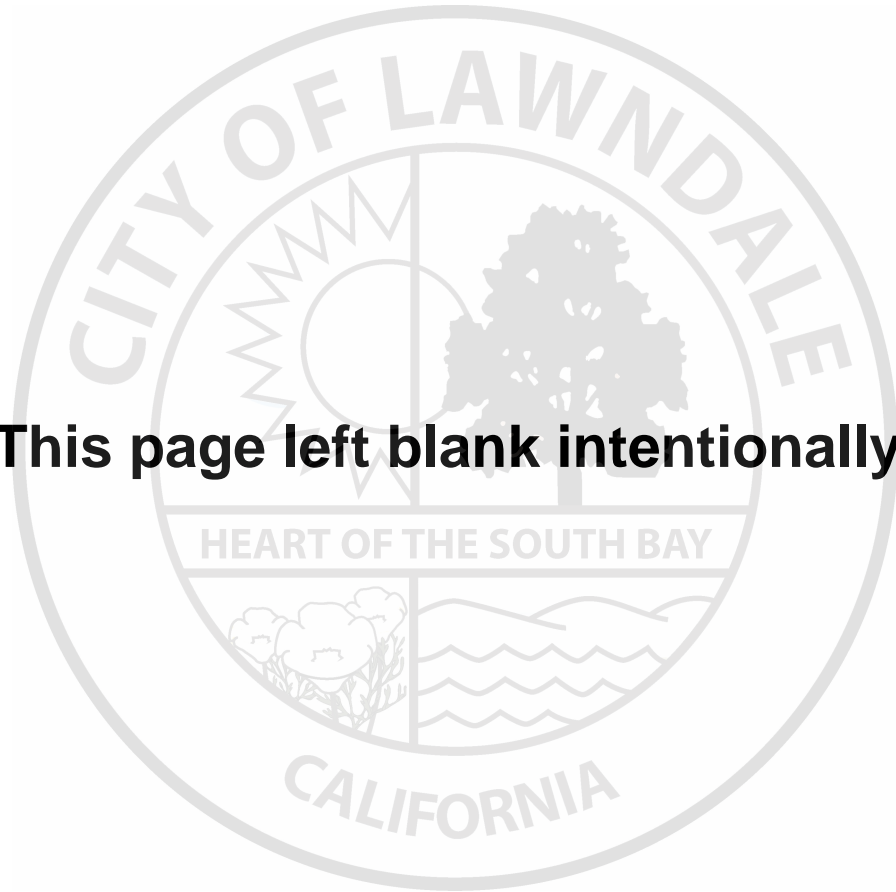 CITY OF LAWNDALE
This page left blank intentionally
HEART OF THE SOUTH BAY
CALIFORNIA